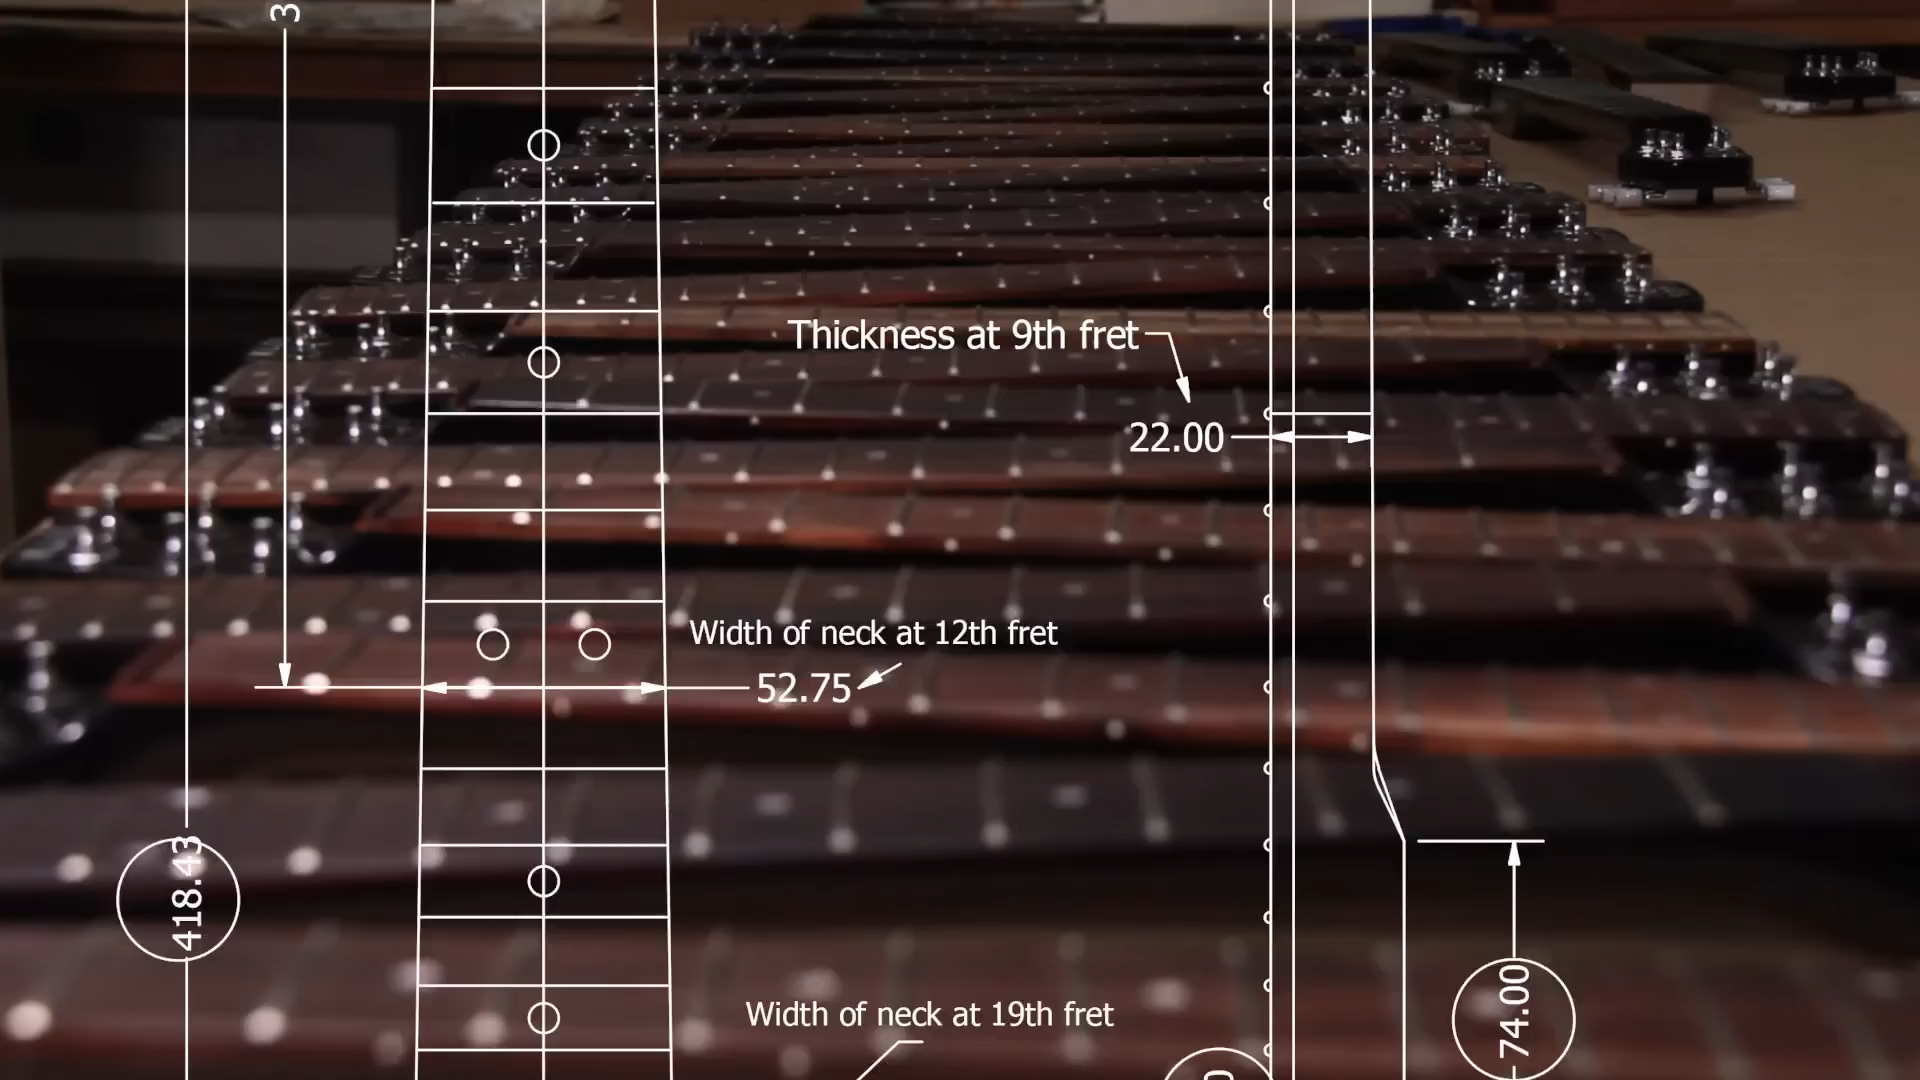 3
Thickness at 9th fret
22.00
Width of neck at 12th fret
52.75
418.43
74.00
Width of neck at 19th fret
0